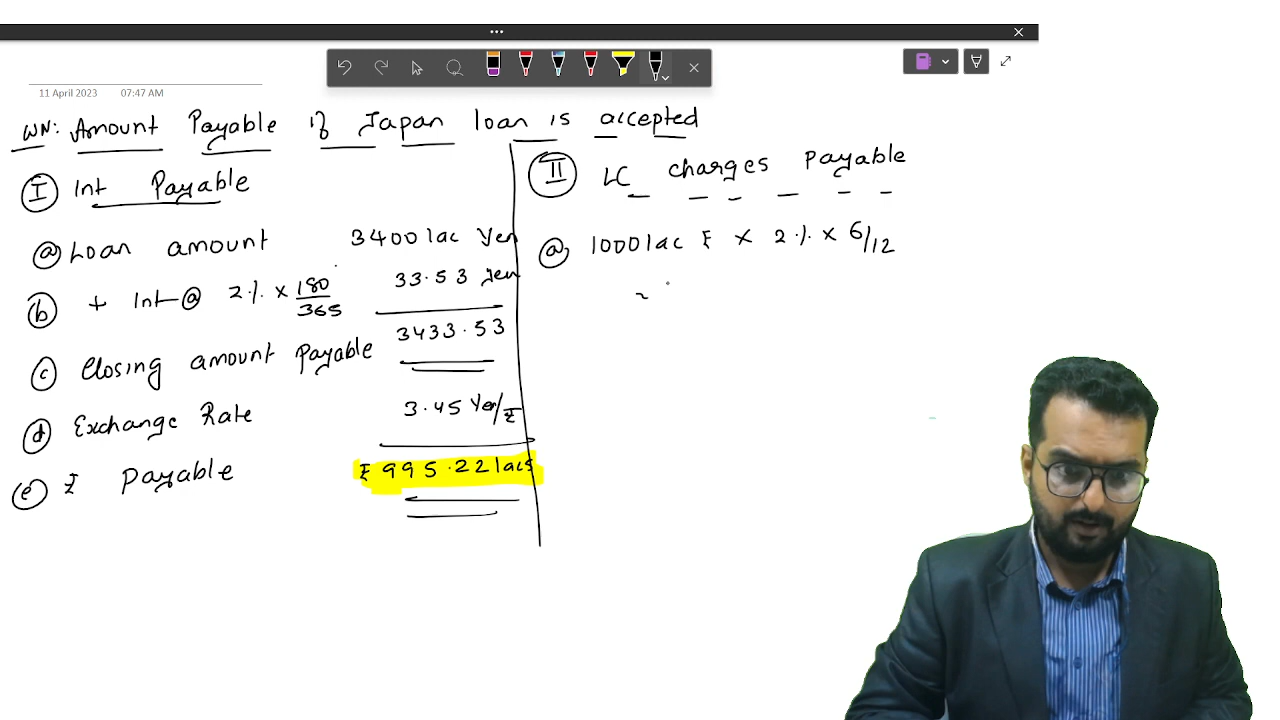 11 April 2023 07:47 AM
WN: Amount Payable if Japan loan is accepted
I Int Payable
a Loan amount 3400 lac Yen
b + Int @ 2% × 180/365 33.53 yen
c Closing amount payable 3433.53
d Exchange Rate 3.45 Yen/₹
e ₹ Payable ₹ 995.22 lacs
II LC charges Payable
a 1000 lac ₹ × 2% × 6/12
=